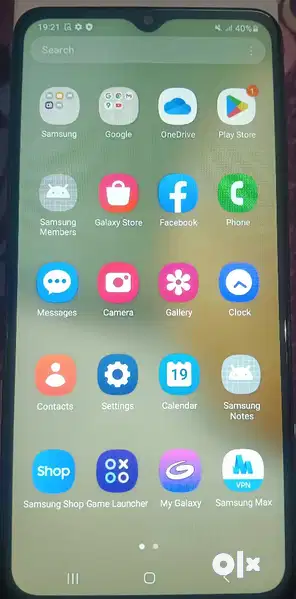 19:21 40%
Search
Samsung Google OneDrive Play Store
1
Samsung Members Galaxy Store Facebook Phone
Messages Camera Gallery Clock
19
Contacts Settings Calendar Samsung Notes
Shop
VPN
Samsung Shop Game Launcher My Galaxy Samsung Max
olx